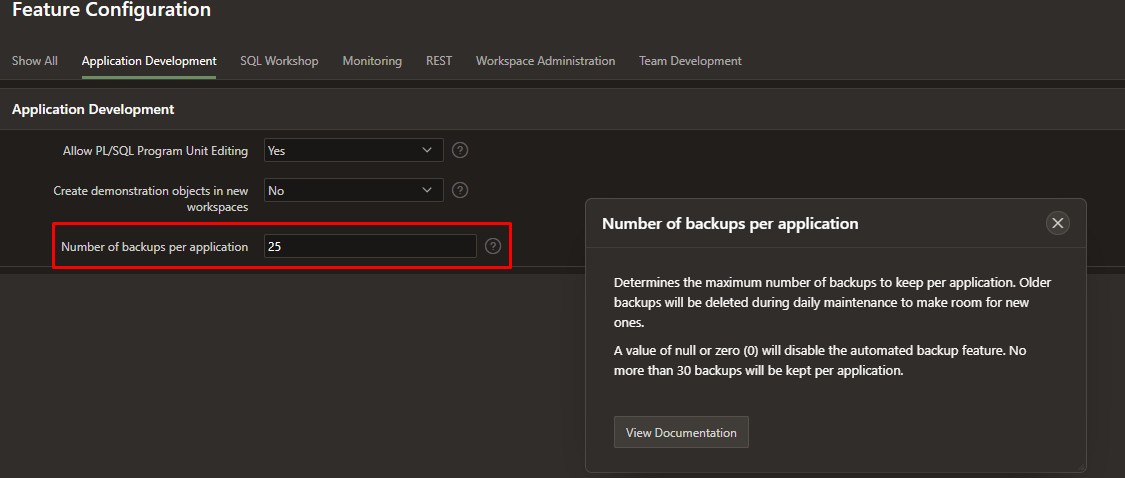 Feature Configuration
Show All Application Development SQL Workshop Monitoring REST Workspace Administration Team Development
Application Development
Allow PL/SQL Program Unit Editing Yes ?
Create demonstration objects in new
workspaces No ?
Number of backups per application 25 ?
Number of backups per application
Determines the maximum number of backups to keep per application. Older
backups will be deleted during daily maintenance to make room for new
ones.
A value of null or zero (0) will disable the automated backup feature. No
more than 30 backups will be kept per application.
View Documentation